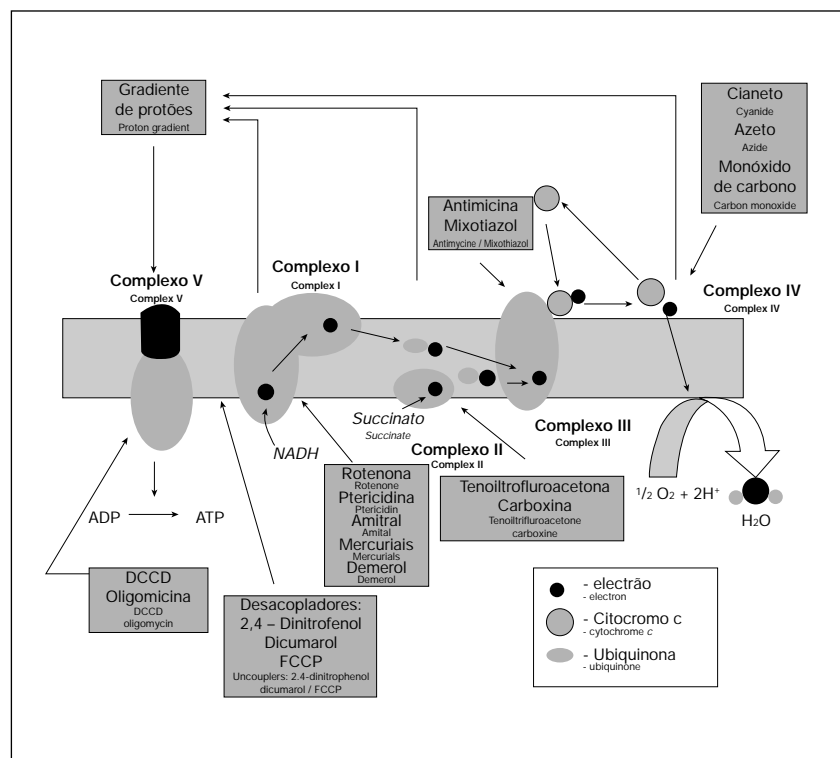 Gradiente
de protões
Proton gradient
Cianeto
Cyanide
Azeto
Azide
Monóxido
de carbono
Carbon monoxide
Antimicina
Mixotiazol
Antimycine / Mixothiazol
Complexo V
Complex V
Complexo I
Complex I
Complexo IV
Complex IV
Succinato
Succinate
NADH
Complexo II
Complex II
Complexo III
Complex III
ADP
ATP
Rotenona
Rotenone
Ptericidina
Ptericidin
Amitral
Amital
Mercuriais
Mercurials
Demerol
Demerol
Tenoiltrofluroacetona
Carboxina
Tenoiltrifluroacetone
carboxine
1/2 O2 + 2H+
H2O
DCCD
Oligomicina
DCCD
oligomycin
Desacopladores:
2,4 – Dinitrofenol
Dicumarol
FCCP
Uncouplers: 2.4-dinitrophenol
dicumarol / FCCP
- electrão
- electron
- Citocromo c
- cytochrome c
- Ubiquinona
- ubiquinone